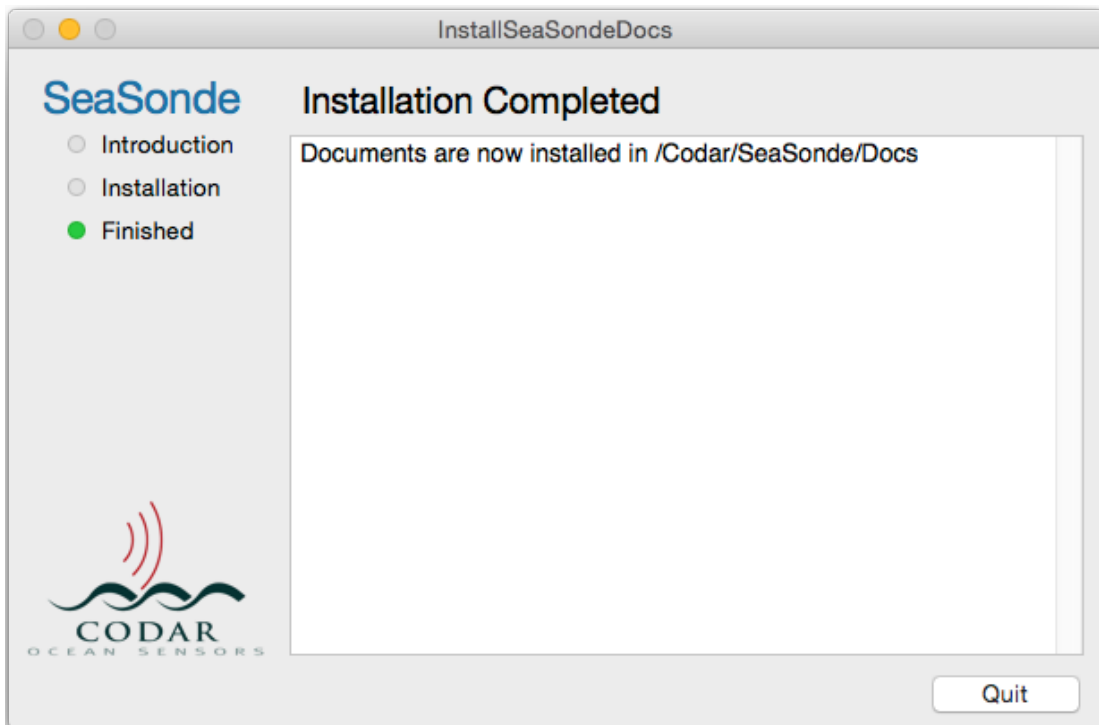 InstallSeaSondeDocs
SeaSonde
Introduction
Installation
Finished
Installation Completed
Documents are now installed in /Codar/SeaSonde/Docs
CODAR
OCEAN SENSORS
Quit